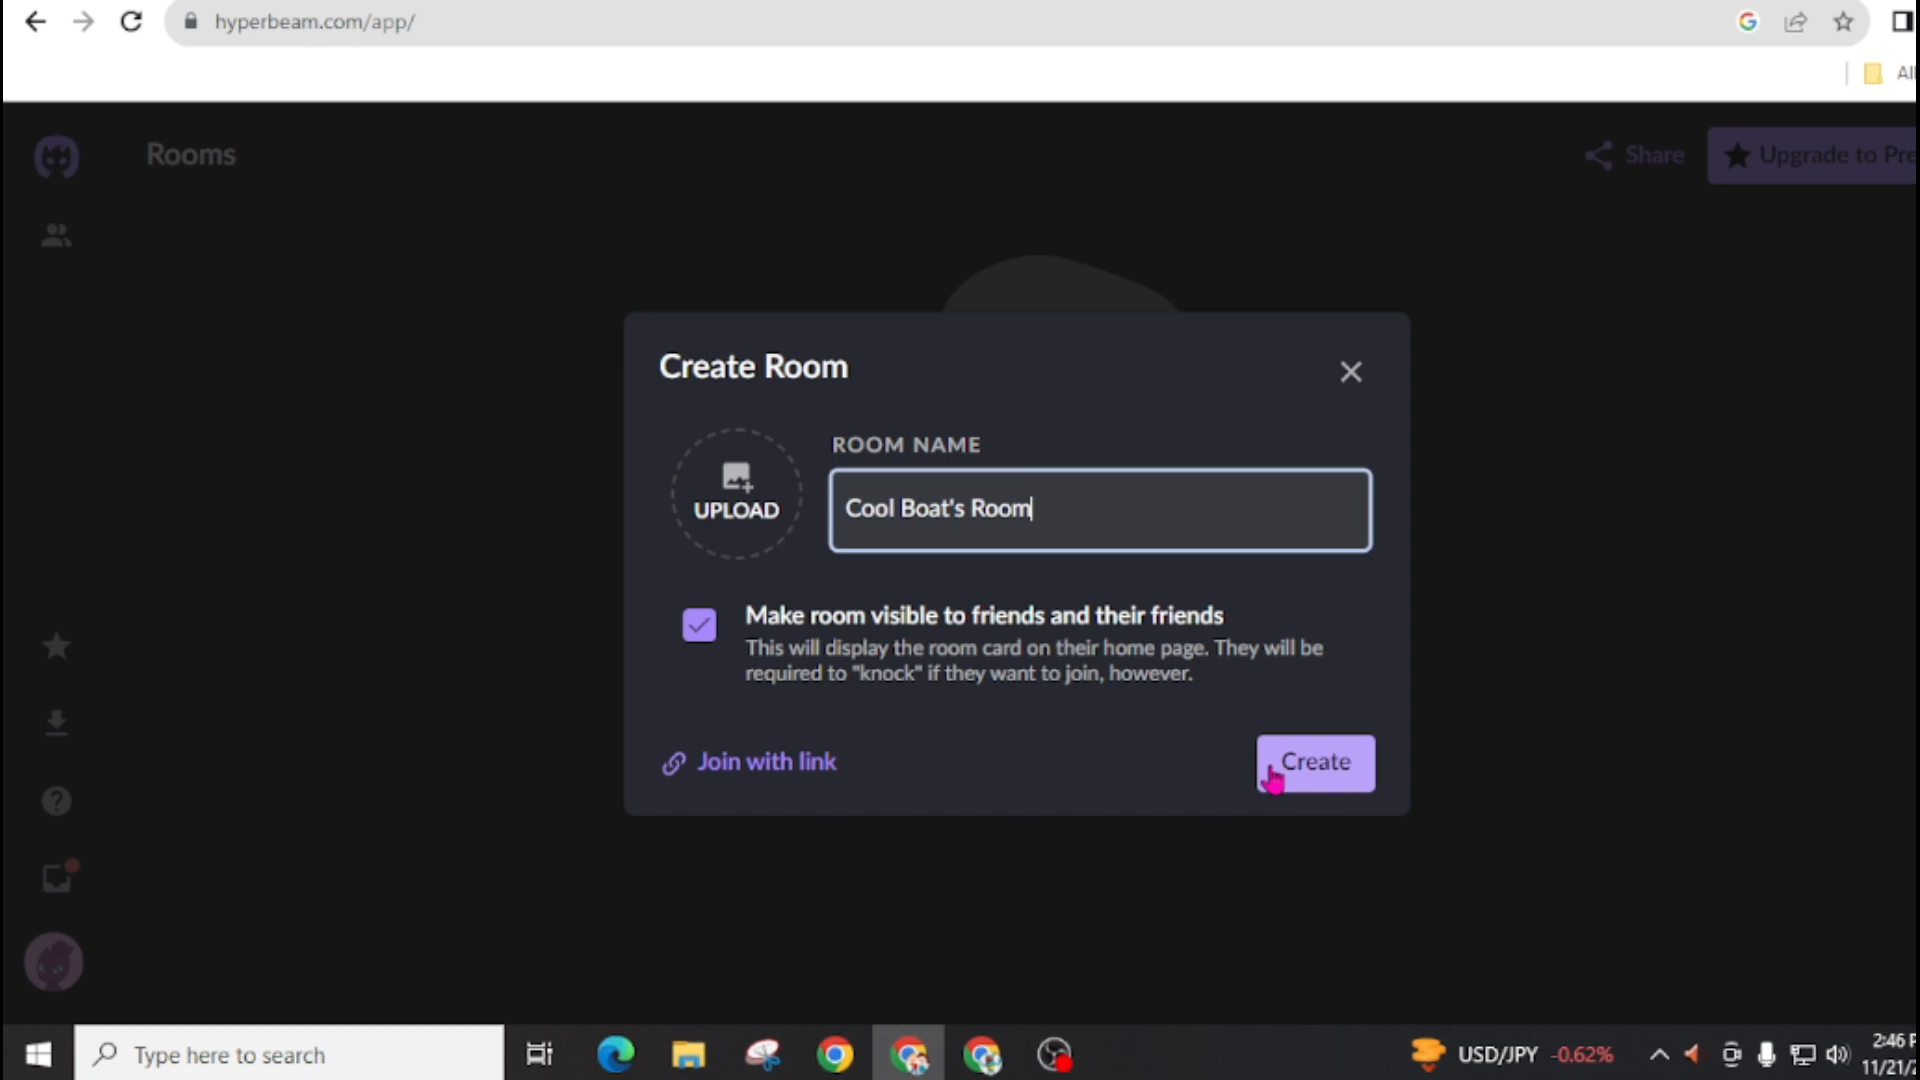 hyperbeam.com/app/
All
Rooms
Share
Upgrade to Pre
Create Room
ROOM NAME
UPLOAD
Cool Boat's Room
Make room visible to friends and their friends
This will display the room card on their home page. They will be
required to "knock" if they want to join, however.
Join with link
Create
Type here to search
USD/JPY -0.62%
2:46 P
11/21/2